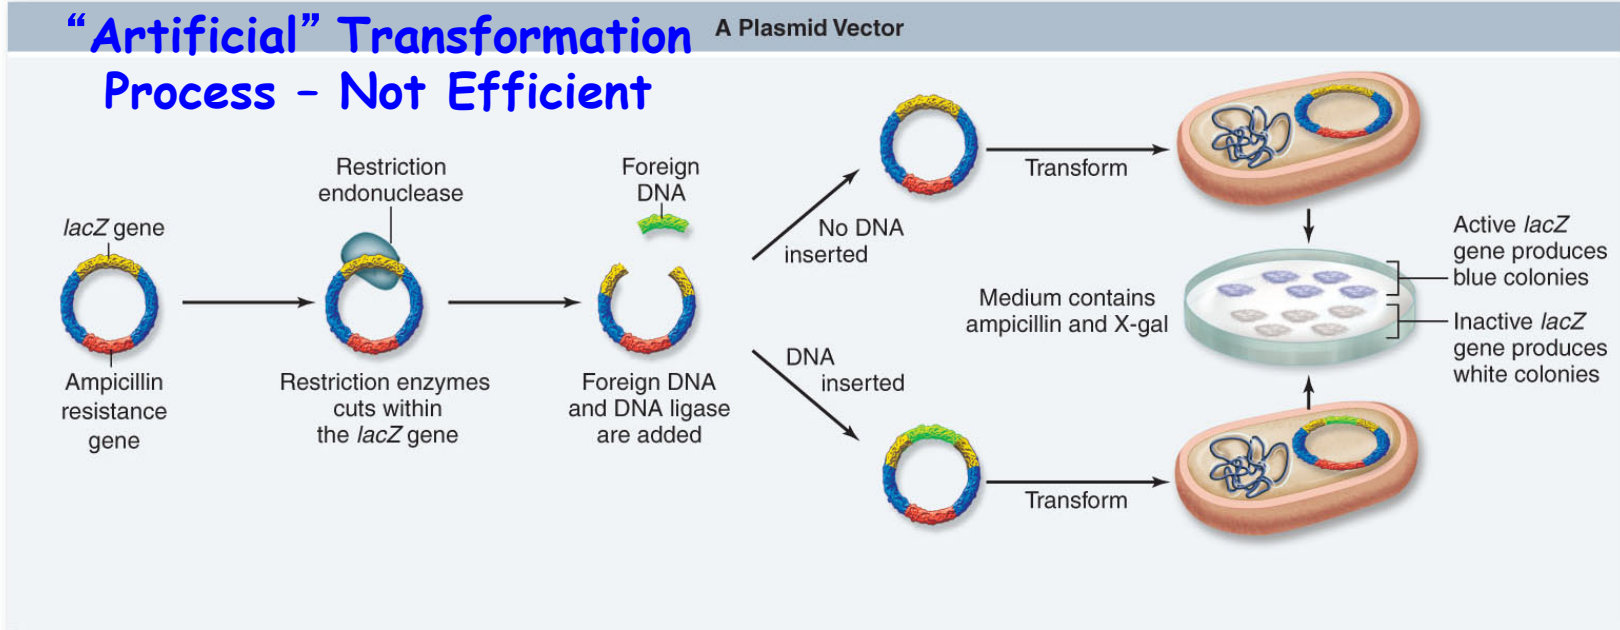 “Artificial” Transformation
Process – Not Efficient
A Plasmid Vector
lacZ gene
Ampicillin
resistance
gene
Restriction
endonuclease
Restriction enzymes
cuts within
the lacZ gene
Foreign
DNA
Foreign DNA
and DNA ligase
are added
No DNA
inserted
DNA
inserted
Transform
Transform
Medium contains
ampicillin and X-gal
Active lacZ
gene produces
blue colonies
Inactive lacZ
gene produces
white colonies